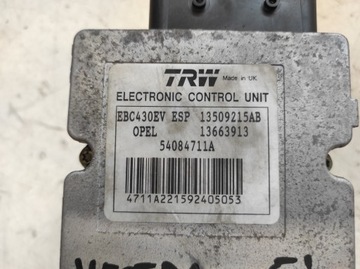 TRW Made in UK
ELECTRONIC CONTROL UNIT
EBC430EV ESP 13509215AB
OPEL 13663913
54084711A
4711A221592405053